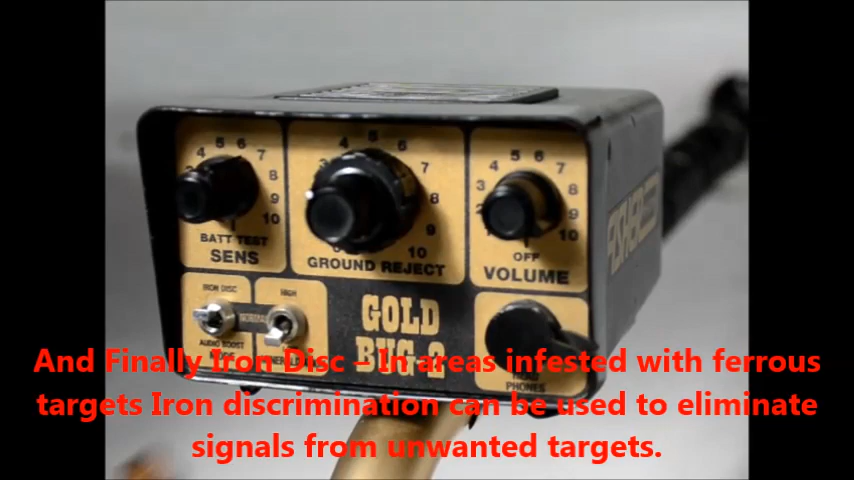 4 5 6 7 8 9 10
BATT TEST
SENS
3 4 5 6 7 8 9 10
GROUND REJECT
3 4 5 6 7 8 10
OFF
VOLUME
FISHER
IRON DISC
HIGH
AUDIO BOOST
GOLD
BUG-2
PHONES
And Finally Iron Disc – In areas infested with ferrous
targets Iron discrimination can be used to eliminate
signals from unwanted targets.